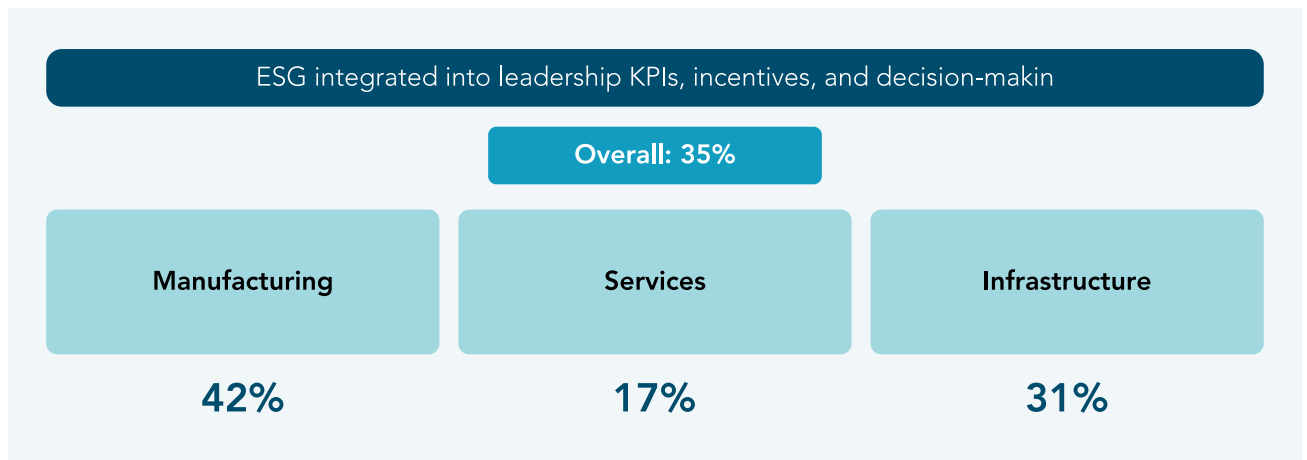 ESG integrated into leadership KPIs, incentives, and decision-makin
Overall: 35%
Manufacturing
Services
Infrastructure
42%
17%
31%